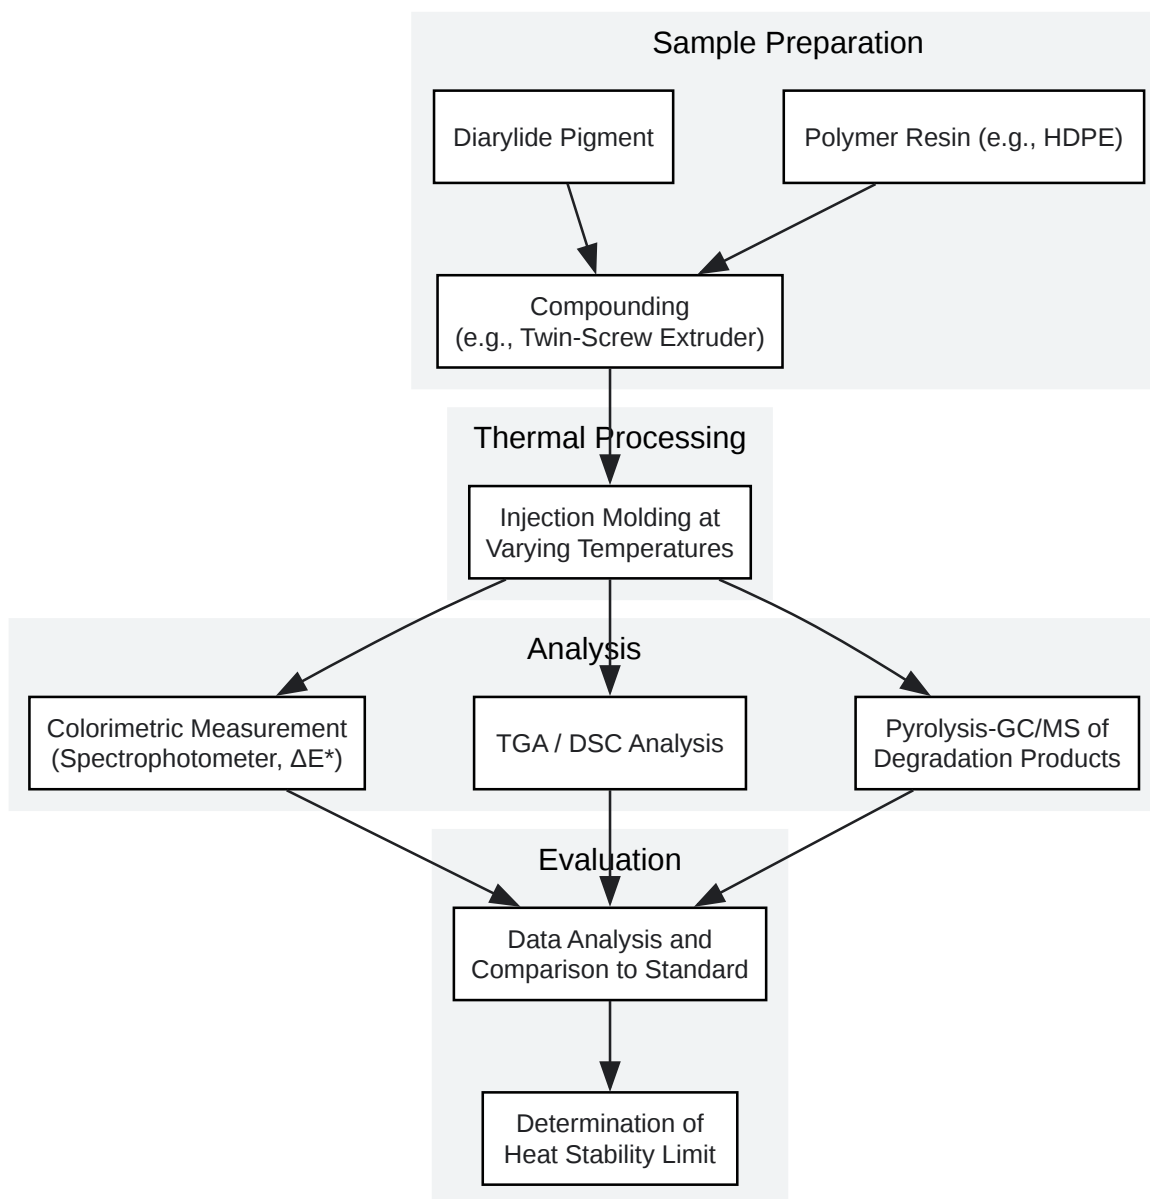 Sample Preparation
Diarylide Pigment
Polymer Resin (e.g., HDPE)
Compounding
(e.g., Twin-Screw Extruder)
Thermal Processing
Injection Molding at
Varying Temperatures
Analysis
Colorimetric Measurement
(Spectrophotometer, ΔE*)
TGA / DSC Analysis
Pyrolysis-GC/MS of
Degradation Products
Evaluation
Data Analysis and
Comparison to Standard
Determination of
Heat Stability Limit